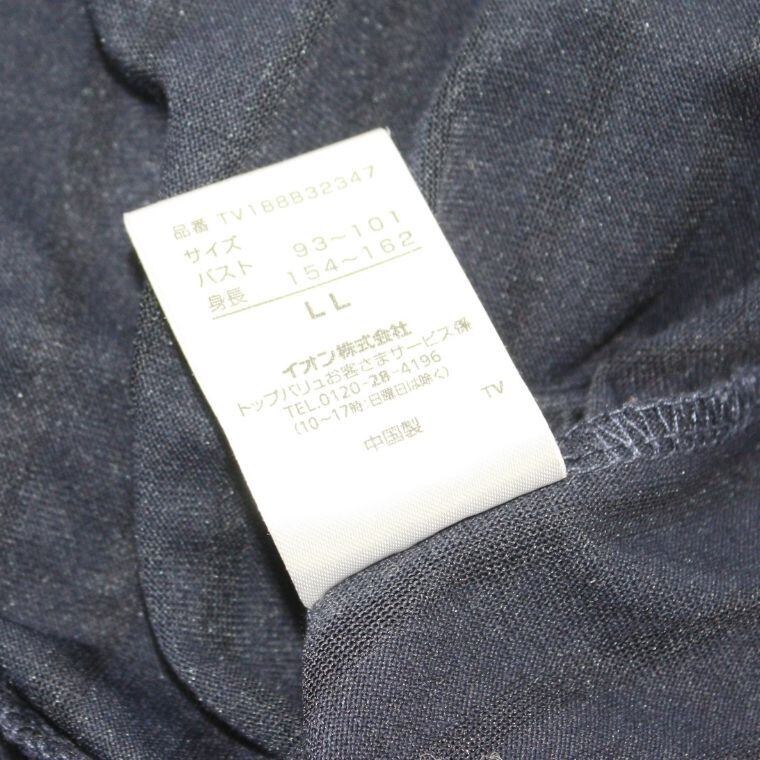 品番 TV188B32347
サイズ
バスト 93～101
身長 154～162
LL
イオン株式会社
トップバリュお客さまサービス係
TEL.0120-28-4196
(10～17時:日曜日は除く)
TV
中国製